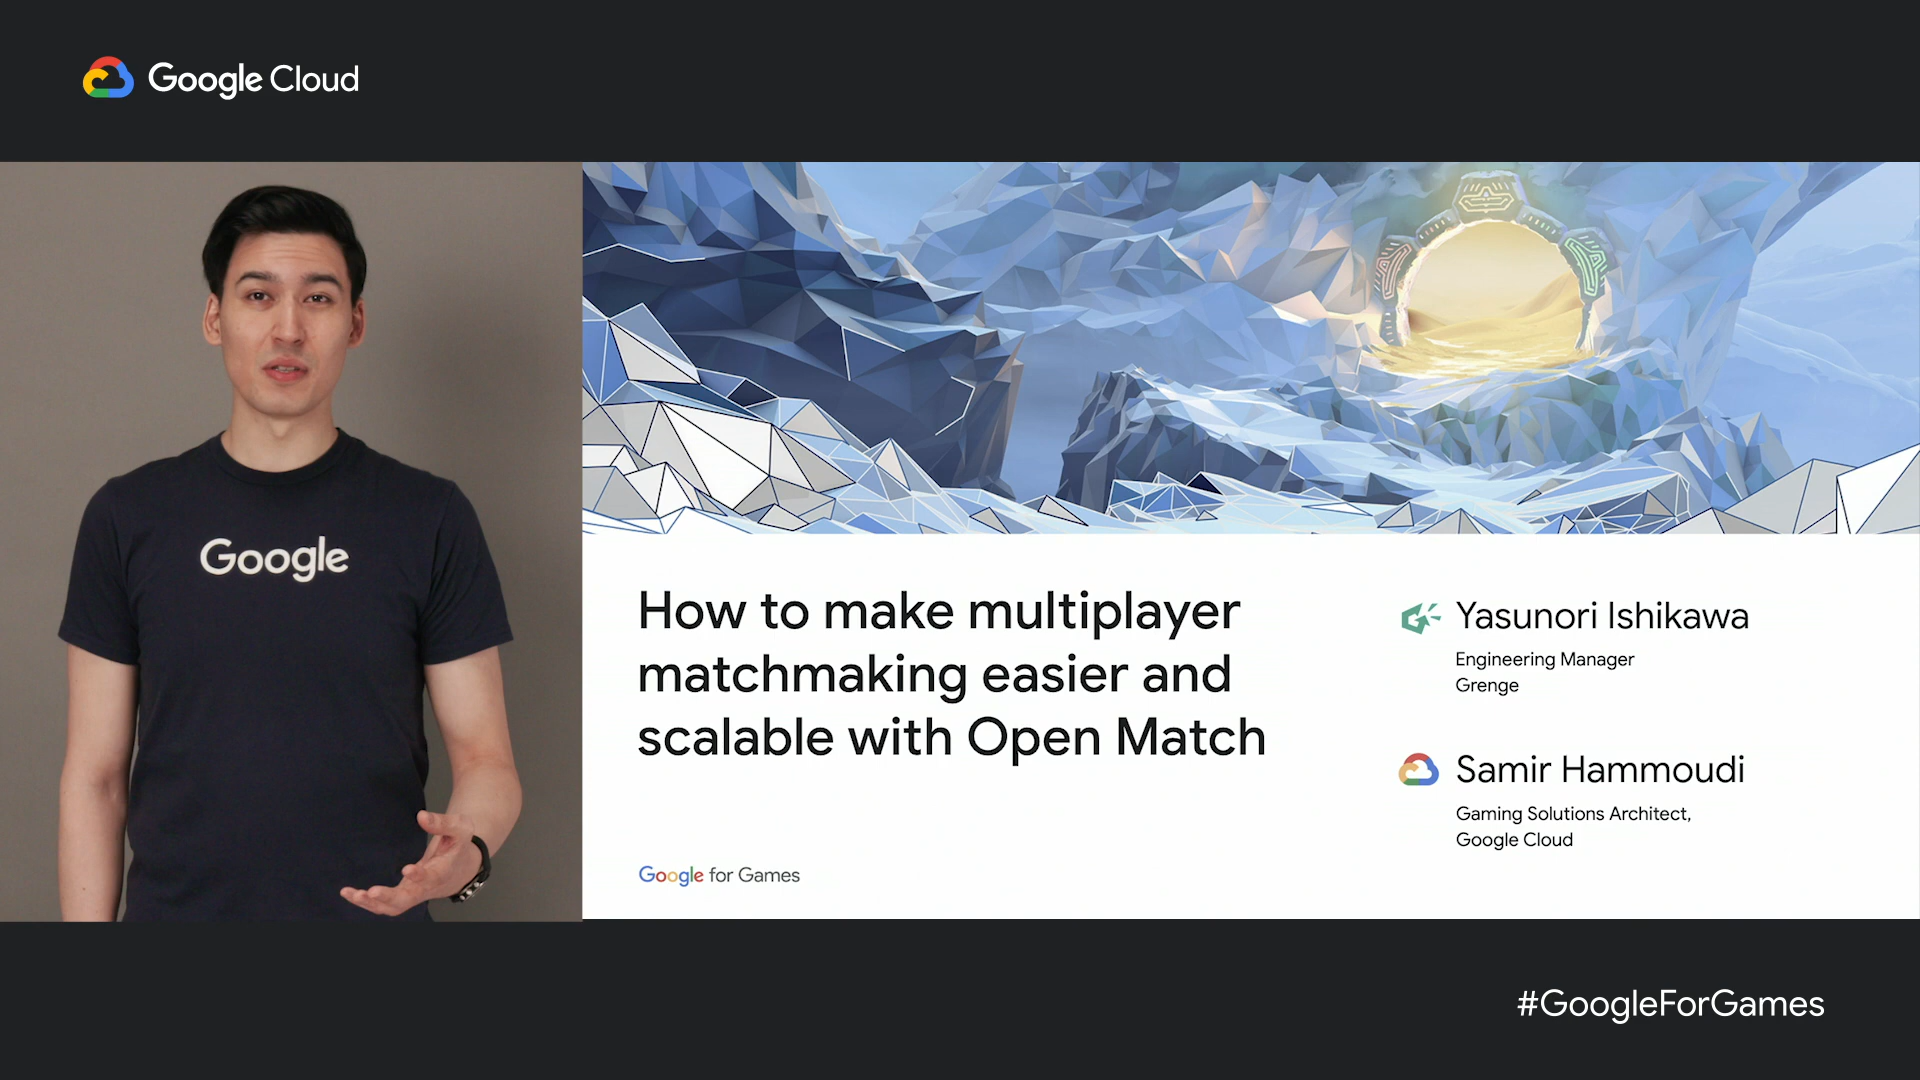 Google Cloud
Google
How to make multiplayer
matchmaking easier and
scalable with Open Match
Google for Games
Yasunori Ishikawa
Engineering Manager
Grenge
Samir Hammoudi
Gaming Solutions Architect,
Google Cloud
#GoogleForGames